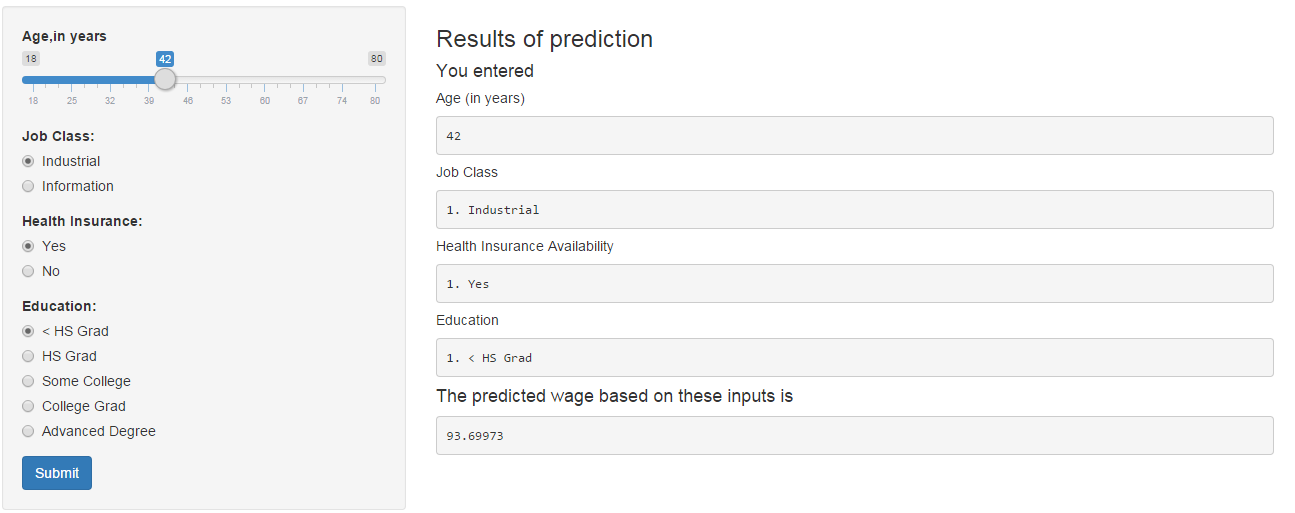 Age,in years
18 42 80
18 25 32 39 46 53 60 67 74 80
Job Class:
Industrial
Information
Health Insurance:
Yes
No
Education:
< HS Grad
HS Grad
Some College
College Grad
Advanced Degree
Submit
Results of prediction
You entered
Age (in years)
42
Job Class
1. Industrial
Health Insurance Availability
1. Yes
Education
1. < HS Grad
The predicted wage based on these inputs is
93.69973